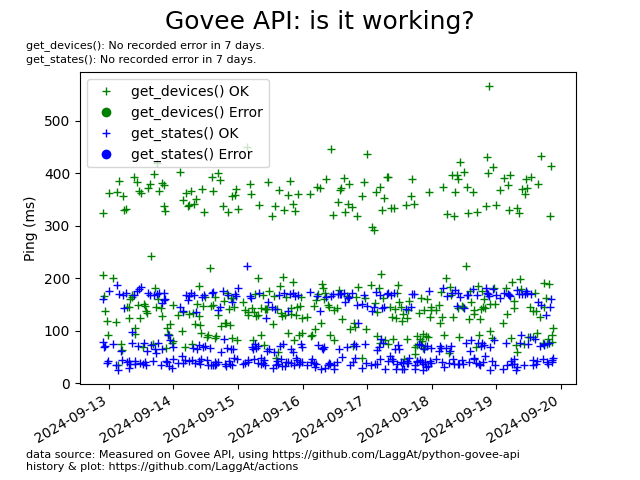 Govee API: is it working?
get_devices(): No recorded error in 7 days.
get_states(): No recorded error in 7 days.
get_devices() OK
get_devices() Error
get_states() OK
get_states() Error
Ping (ms)
500
400
300
200
100
0
2024-09-13
2024-09-14
2024-09-15
2024-09-16
2024-09-17
2024-09-18
2024-09-19
2024-09-20
data source: Measured on Govee API, using https://github.com/LaggAt/python-govee-api
history & plot: https://github.com/LaggAt/actions